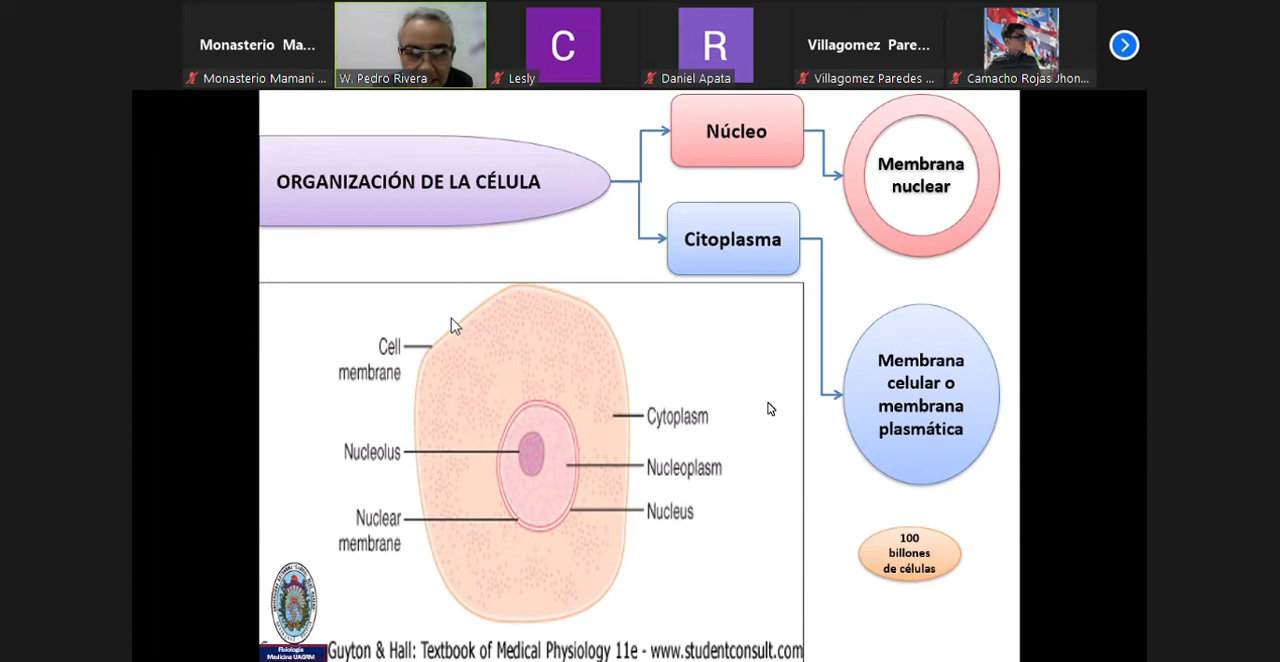 Monasterio Ma...
C
R
Villagomez Pare...
Monasterio Mamani ...
W. Pedro Rivera
Lesly
Daniel Apata
Villagomez Paredes ...
Camacho Rojas Jhon...
ORGANIZACIÓN DE LA CÉLULA
Núcleo
Citoplasma
Membrana
nuclear
Membrana
celular o
membrana
plasmática
100
billones
de células
Cell
membrane
Nucleolus
Nuclear
membrane
Cytoplasm
Nucleoplasm
Nucleus
Fisiología
Medicina UAGRM
Guyton & Hall: Textbook of Medical Physiology 11e - www.studentconsult.com